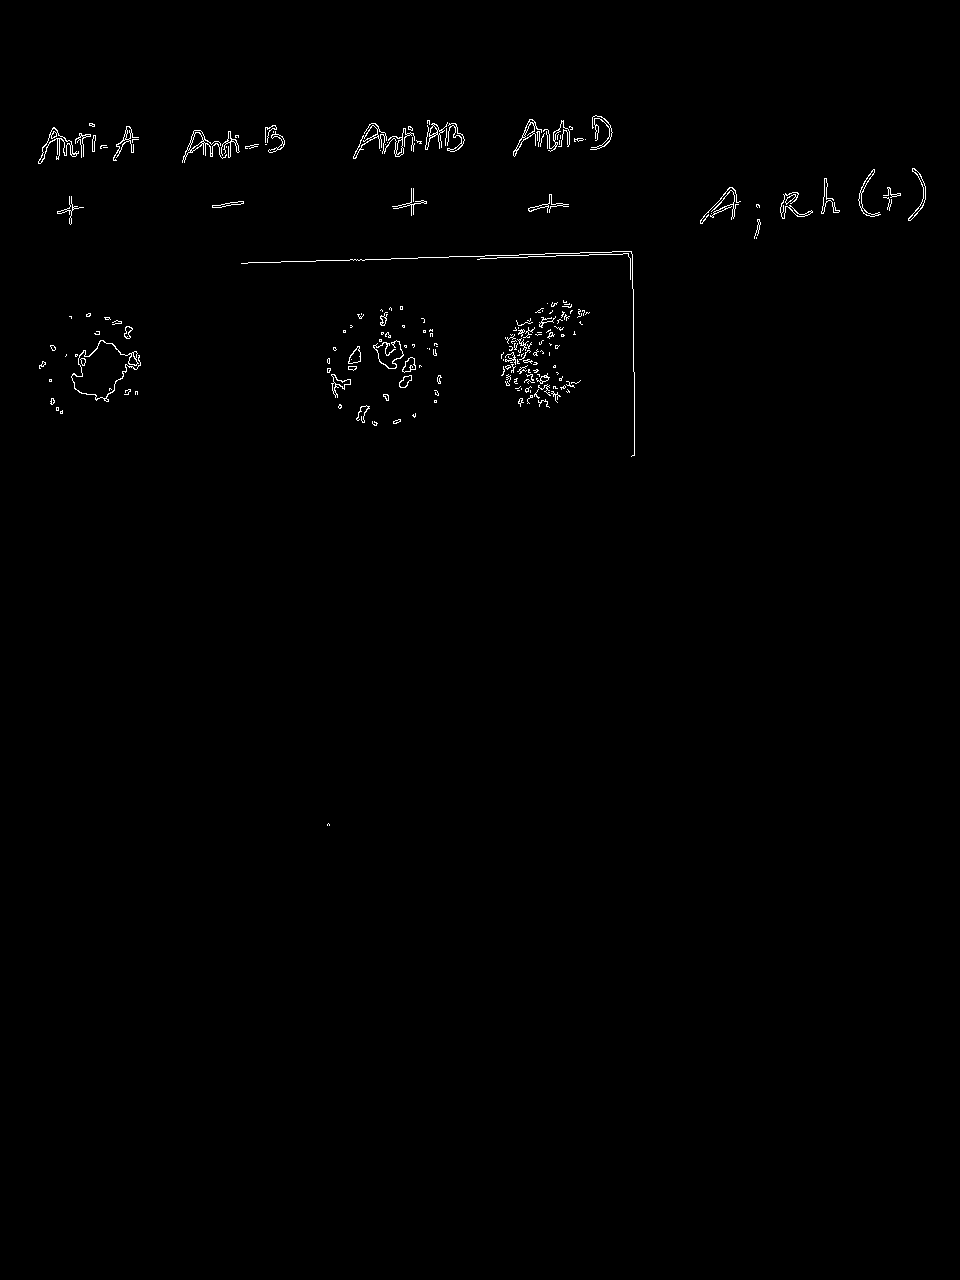 Anti-A Anti-B Anti-AB Anti-D
+ - + + A; Rh (+)